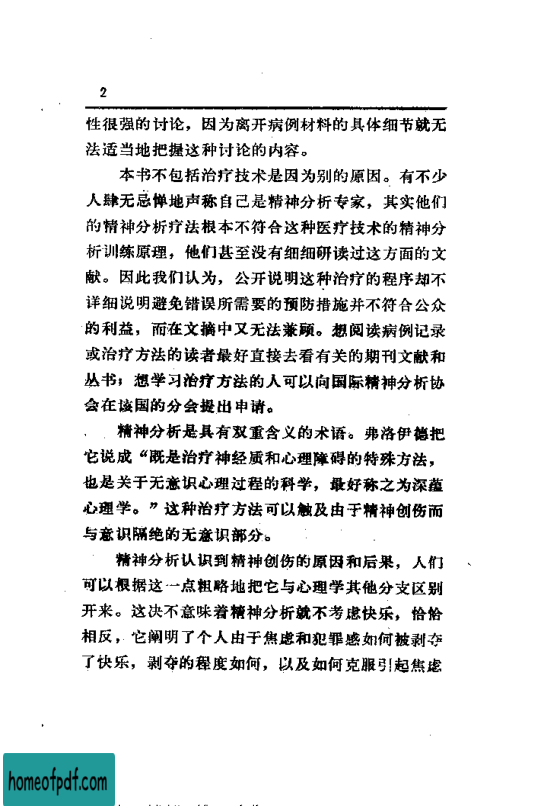 2
性很强的讨论，因为离开病例材料的具体细节就无
法适当地把握这种讨论的内容。
本书不包括治疗技术是因为别的原因。有不少
人肆无忌惮地声称自己是精神分析专家，其实他们
的精神分析疗法根本不符合这种医疗技术的精神分
析训练原理，他们甚至没有细细研读过这方面的文
献。因此我们认为，公开说明这种治疗的程序却不
详细说明避免错误所需要的预防措施并不符合公众
的利益，而在文摘中又无法兼顾。想阅读病例记录
或治疗方法的读者最好直接去看有关的期刊文献和
丛书；想学习治疗方法的人可以向国际精神分析协
会在该国的分会提出申请。
精神分析是具有双重含义的术语。弗洛伊德把
它说成“既是治疗神经质和心理障碍的特殊方法，
也是关于无意识心理过程的科学，最好称之为深蕴
心理学。”这种治疗方法可以触及由于精神创伤而
与意识隔绝的无意识部分。
精神分析认识到精神创伤的原因和后果，人们
可以根据这一点粗略地把它与心理学其他分支区别
开来。这决不意味着精神分析就不考虑快乐，恰恰
相反，它阐明了个人由于焦虑和犯罪感如何被剥夺
了快乐，剥夺的程度如何，以及如何克服引起焦虑
homeofpdf.com